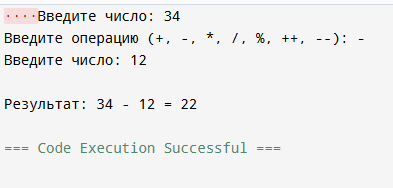 ····Введите число: 34
Введите операцию (+, -, *, /, %, ++, --): -
Введите число: 12
Результат: 34 - 12 = 22
=== Code Execution Successful ===